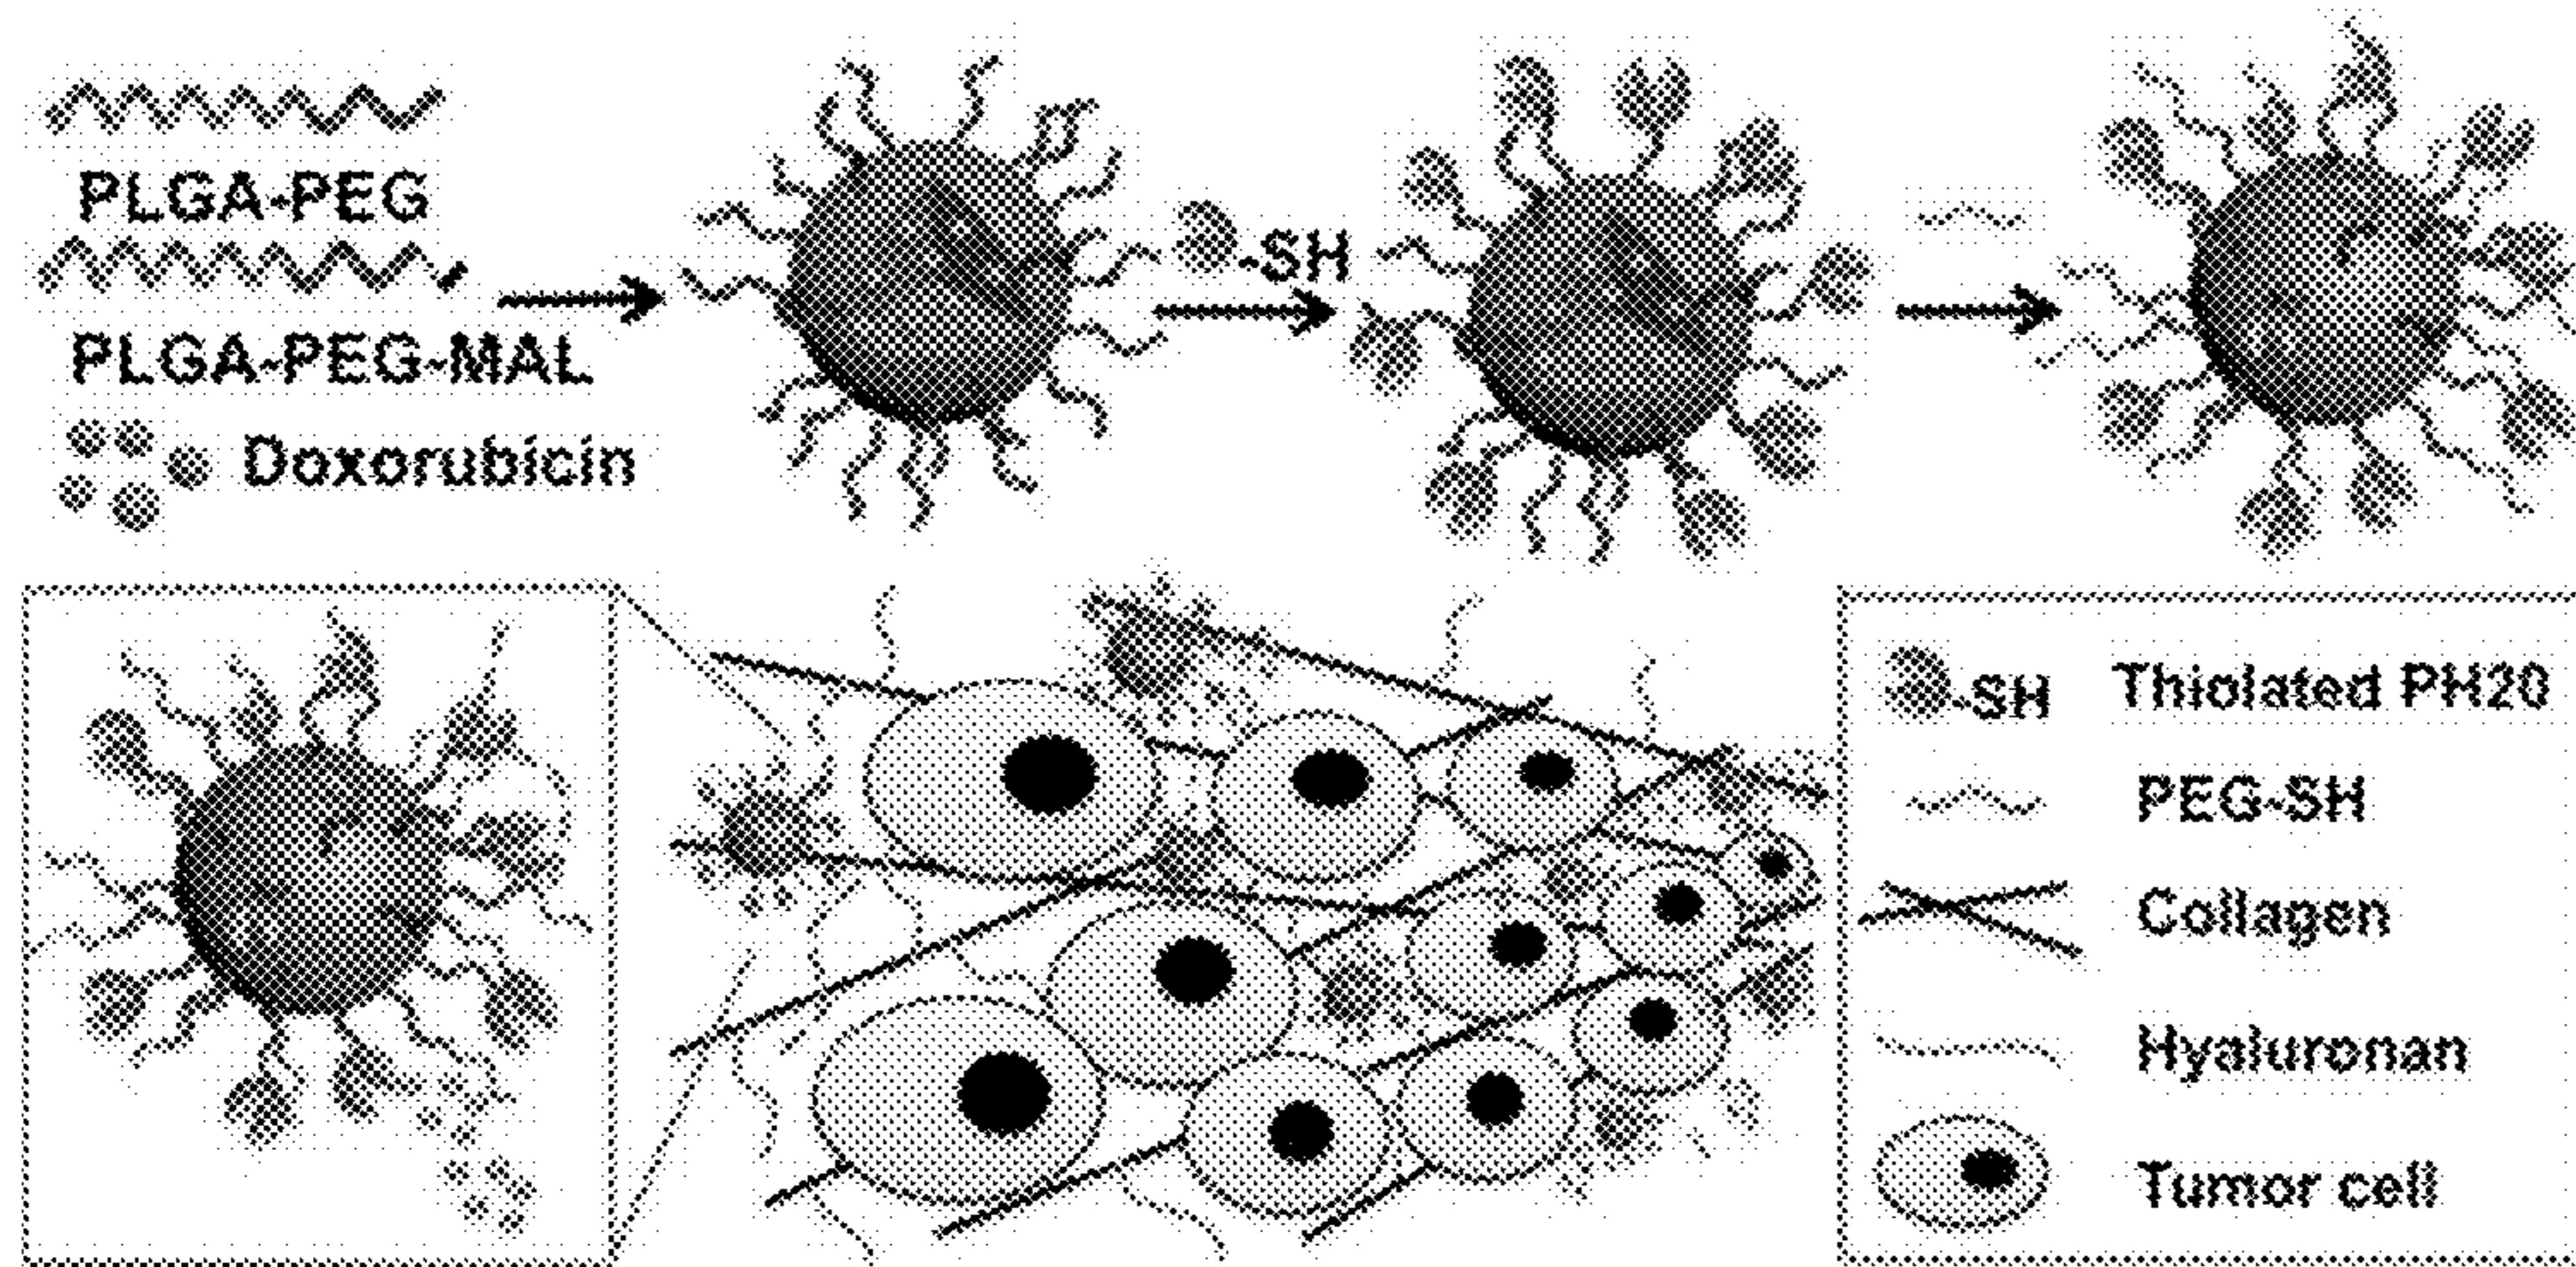 PLGA-PEG
-SH
PLGA-PEG-MAL
Doxorubicin
-SH Thiolated PH20
PEG-SH
Collagen
Hyaluronan
Tumor cell